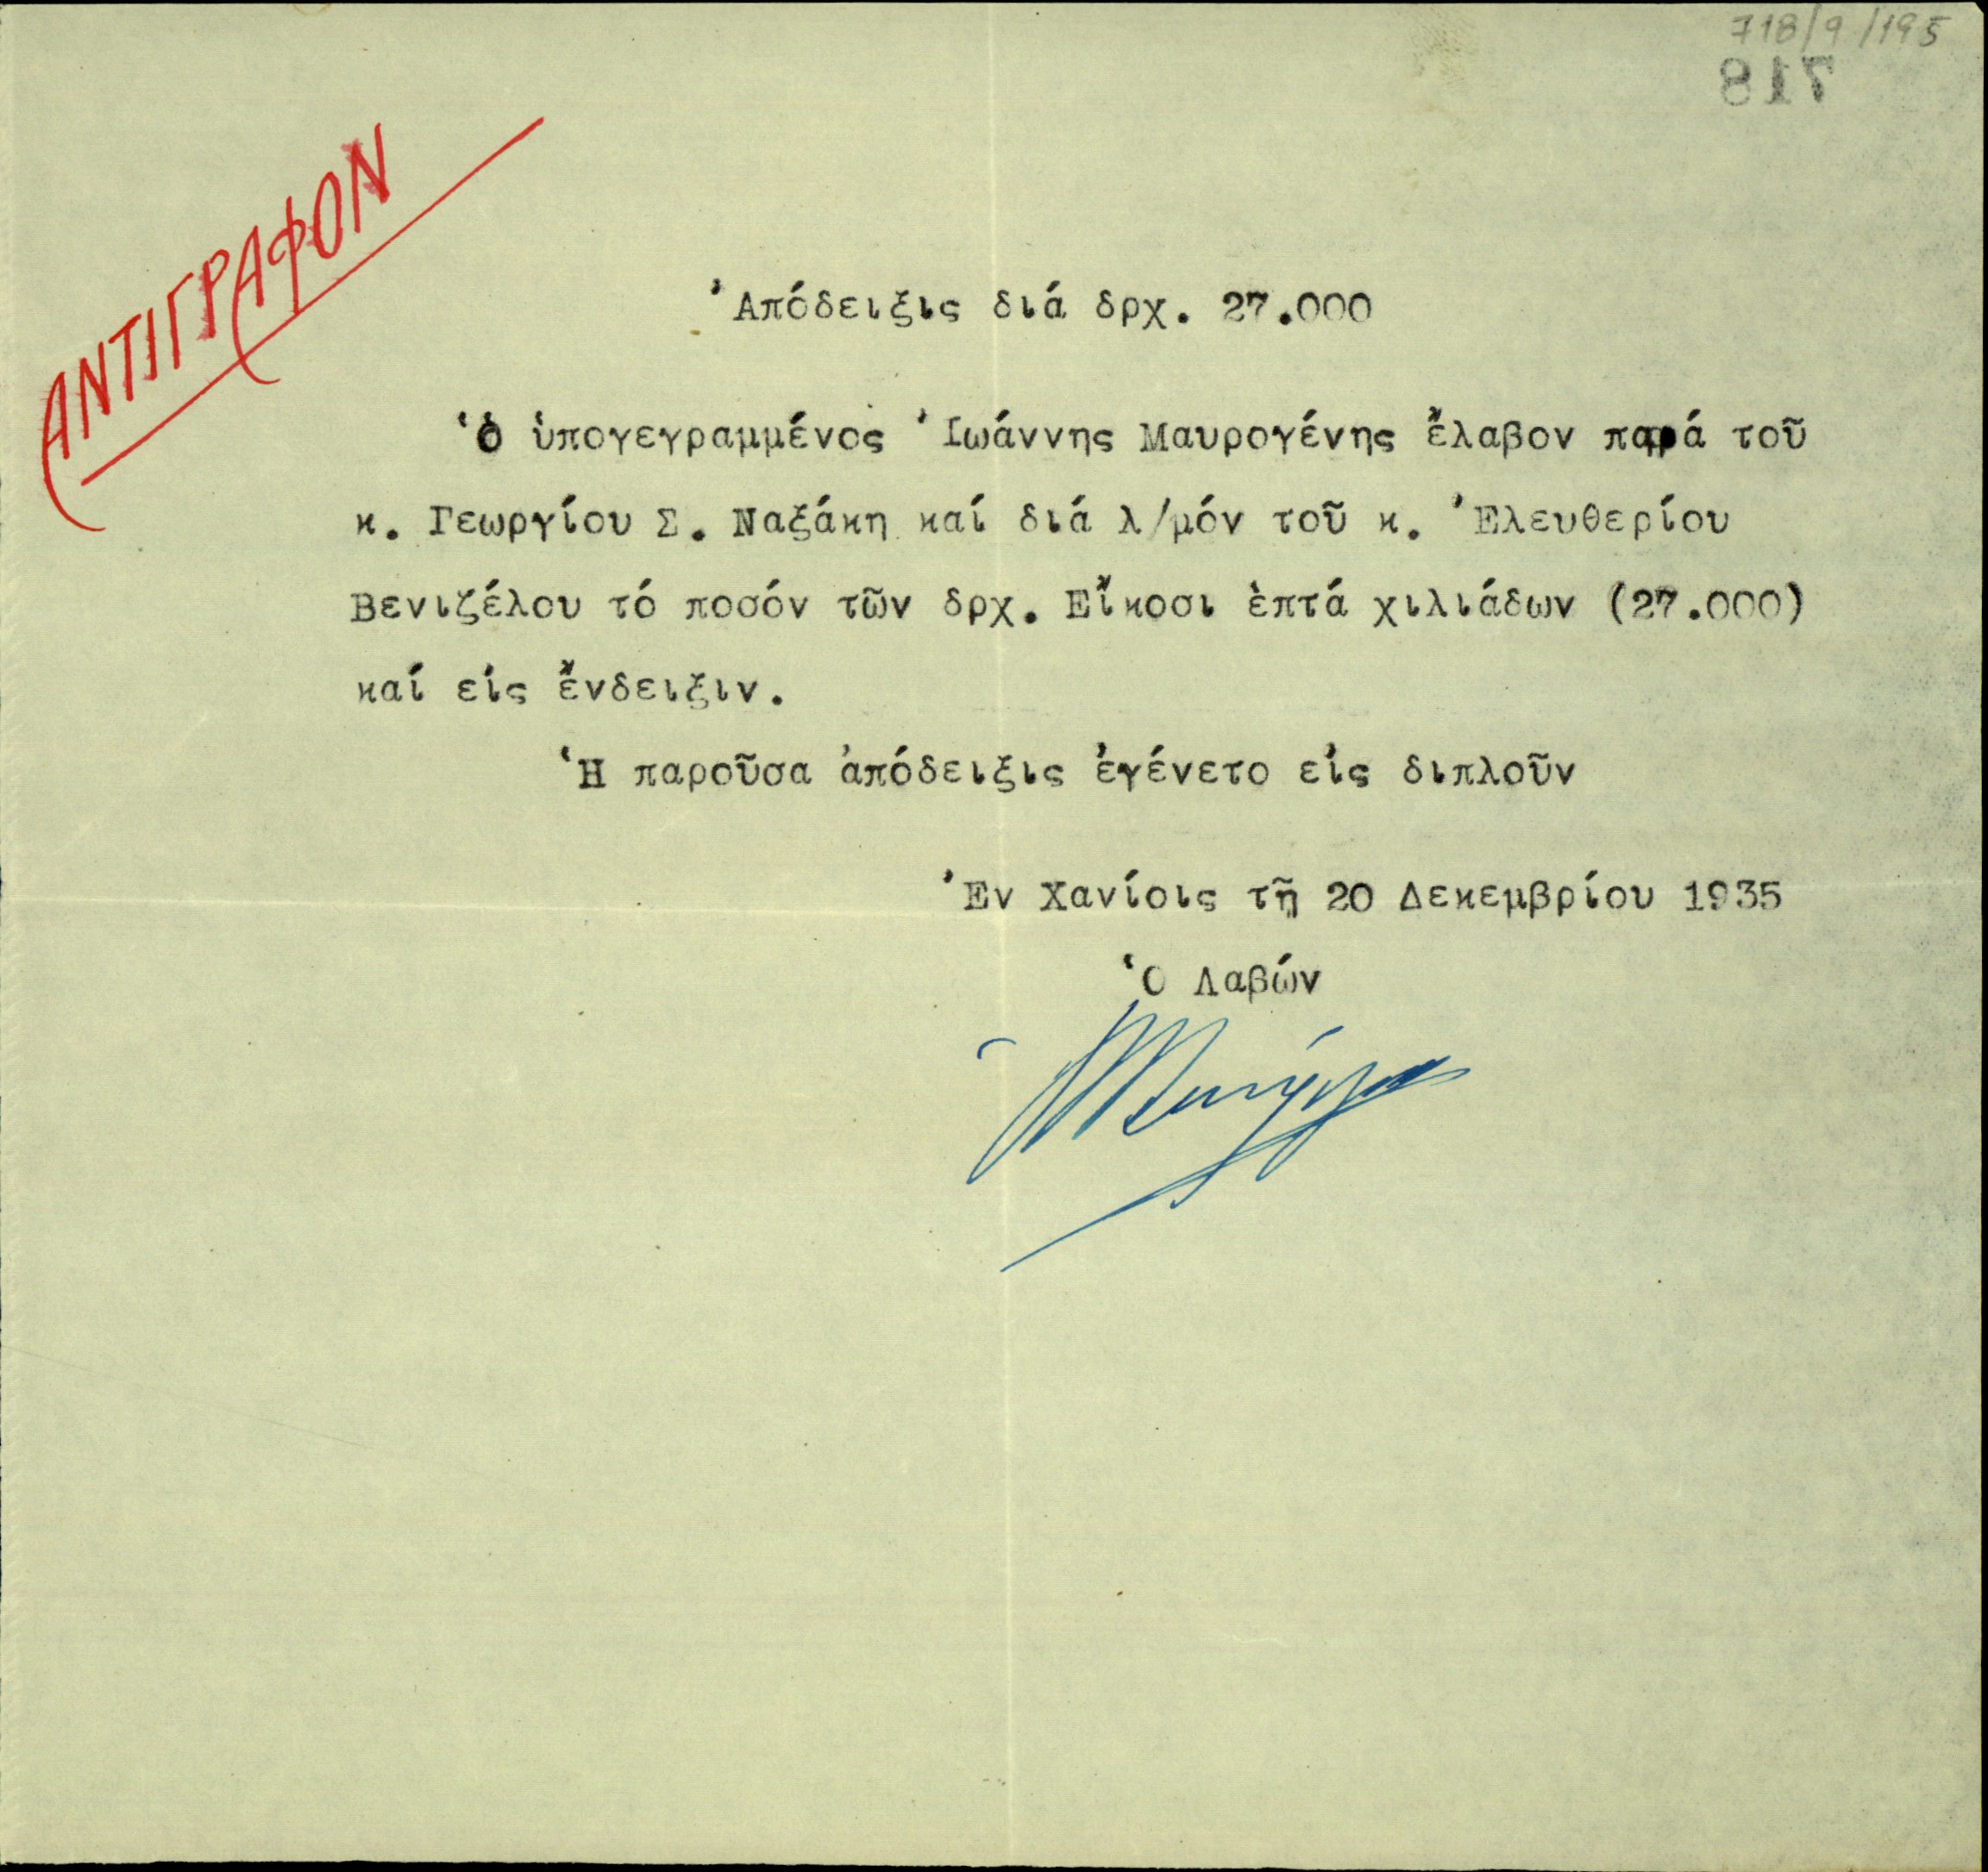 718/9/195
718
ΑΝΤΙΓΡΑΦΟΝ
Ἀπόδειξις διά δρχ. 27.000
Ὁ ὑπογεγραμμένος Ἰωάννης Μαυρογένης ἔλαβον παρά τοῦ
κ. Γεωργίου Σ. Ναξάκη καί διά λ/μόν τοῦ κ. Ἐλευθερίου
Βενιζέλου τό ποσόν τῶν δρχ. Εἴκοσι ἑπτά χιλιάδων (27.000)
καί εἰς ἔνδειξιν.
Ἡ παροῦσα ἀπόδειξις ἐγένετο εἰς διπλοῦν
Ἐν Χανίοις τῇ 20 Δεκεμβρίου 1935
Ὁ Λαβών